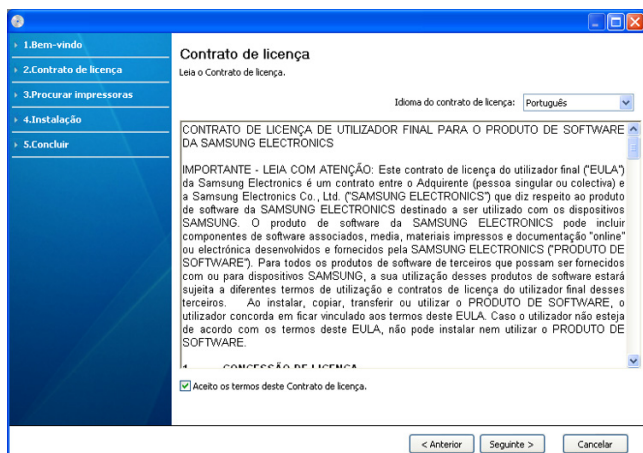 1.Bem-vindo
2.Contrato de licença
3.Procurar impressoras
4.Instalação
5.Concluir
Contrato de licença
Leia o Contrato de licença.
Idioma do contrato de licença: Português
CONTRATO DE LICENÇA DE UTILIZADOR FINAL PARA O PRODUTO DE SOFTWARE
DA SAMSUNG ELECTRONICS
IMPORTANTE - LEIA COM ATENÇÃO: Este contrato de licença do utilizador final ("EULA")
da Samsung Electronics é um contrato entre o Adquirente (pessoa singular ou colectiva) e
a Samsung Electronics Co., Ltd. ("SAMSUNG ELECTRONICS") que diz respeito ao produto
de software da SAMSUNG ELECTRONICS destinado a ser utilizado com os dispositivos
SAMSUNG. O produto de software da SAMSUNG ELECTRONICS pode incluir
componentes de software associados, media, materiais impressos e documentação "online"
ou electrónica desenvolvidos e fornecidos pela SAMSUNG ELECTRONICS ("PRODUTO DE
SOFTWARE"). Para todos os produtos de software de terceiros que possam ser fornecidos
com ou para dispositivos SAMSUNG, a sua utilização desses produtos de software estará
sujeita a diferentes termos de utilização e contratos de licença do utilizador final desses
terceiros. Ao instalar, copiar, transferir ou utilizar o PRODUTO DE SOFTWARE, o
utilizador concorda em ficar vinculado aos termos deste EULA. Caso o utilizador não esteja
de acordo com os termos deste EULA, não pode instalar nem utilizar o PRODUTO DE
SOFTWARE.
1. CONCESSÃO DE LICENÇA
Aceito os termos deste Contrato de licença.
< Anterior Seguinte > Cancelar